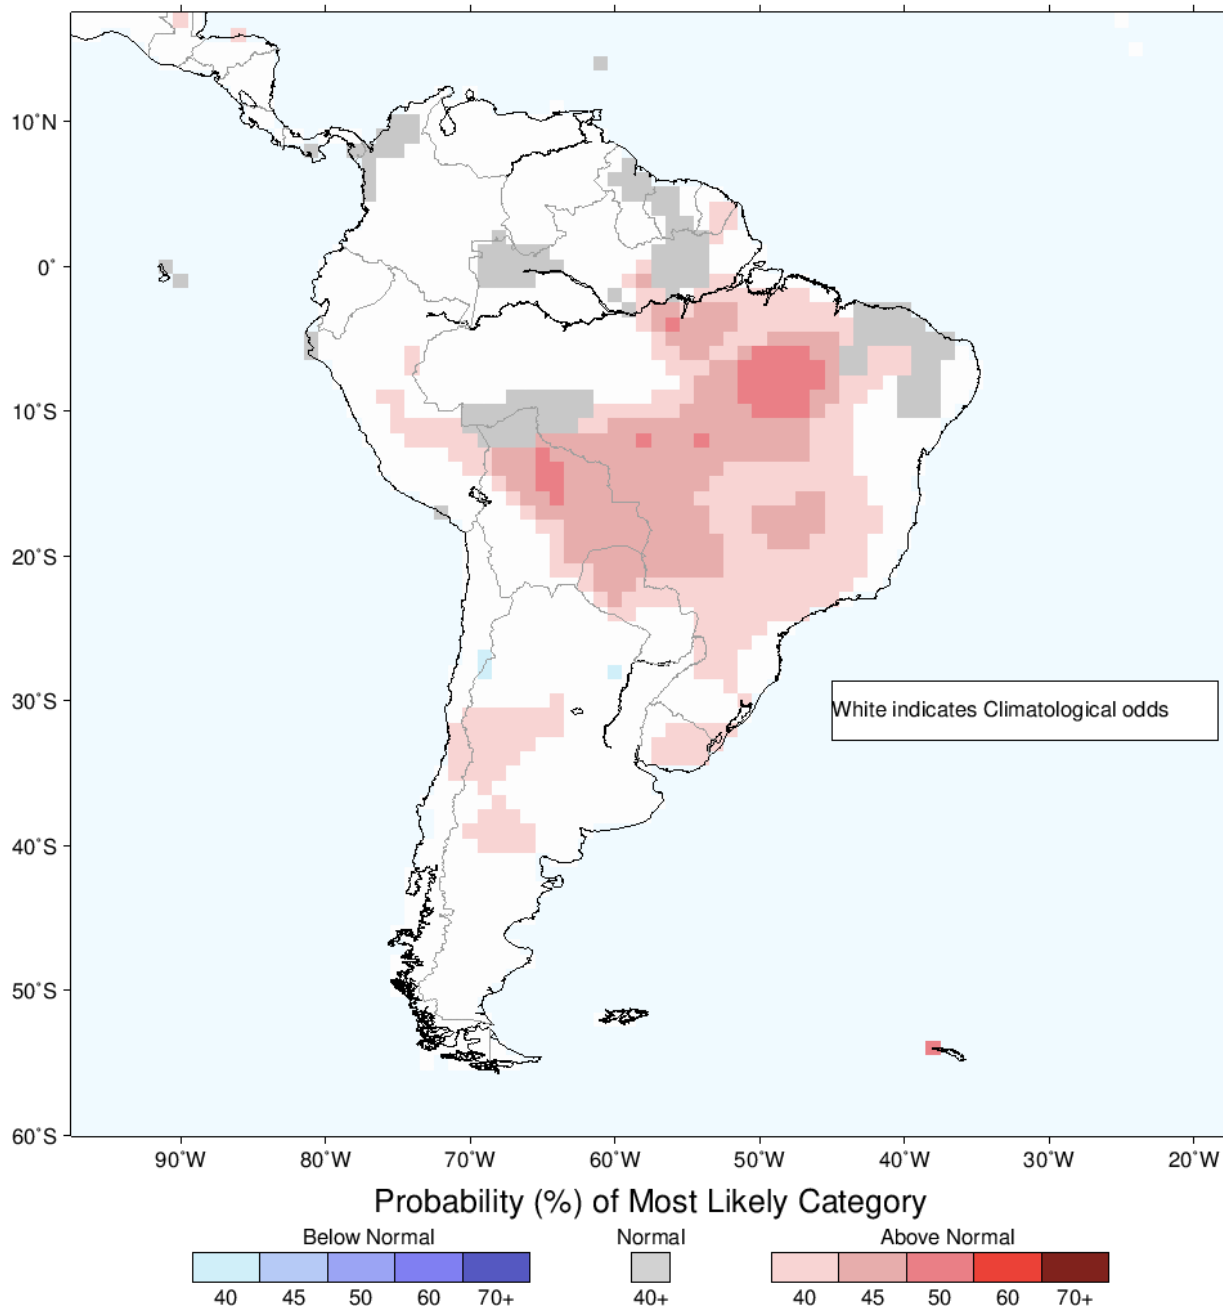 10˚N
0˚
10˚S
20˚S
30˚S
White indicates Climatological odds
40˚S
50˚S
60˚S
90˚W 80˚W 70˚W 60˚W 50˚W 40˚W 30˚W 20˚W
Probability (%) of Most Likely Category
Below Normal Normal Above Normal
40 45 50 60 70+ 40+ 40 45 50 60 70+